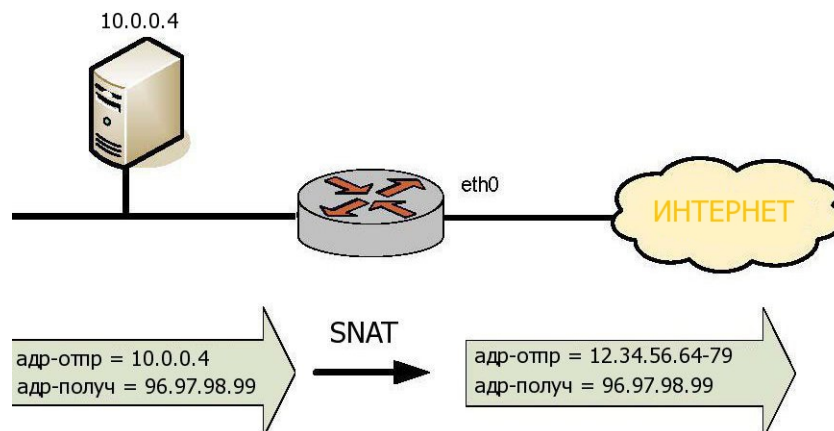 10.0.0.4
eth0
ИНТЕРНЕТ
SNAT
адр-отпр = 10.0.0.4
адр-получ = 96.97.98.99
адр-отпр = 12.34.56.64-79
адр-получ = 96.97.98.99